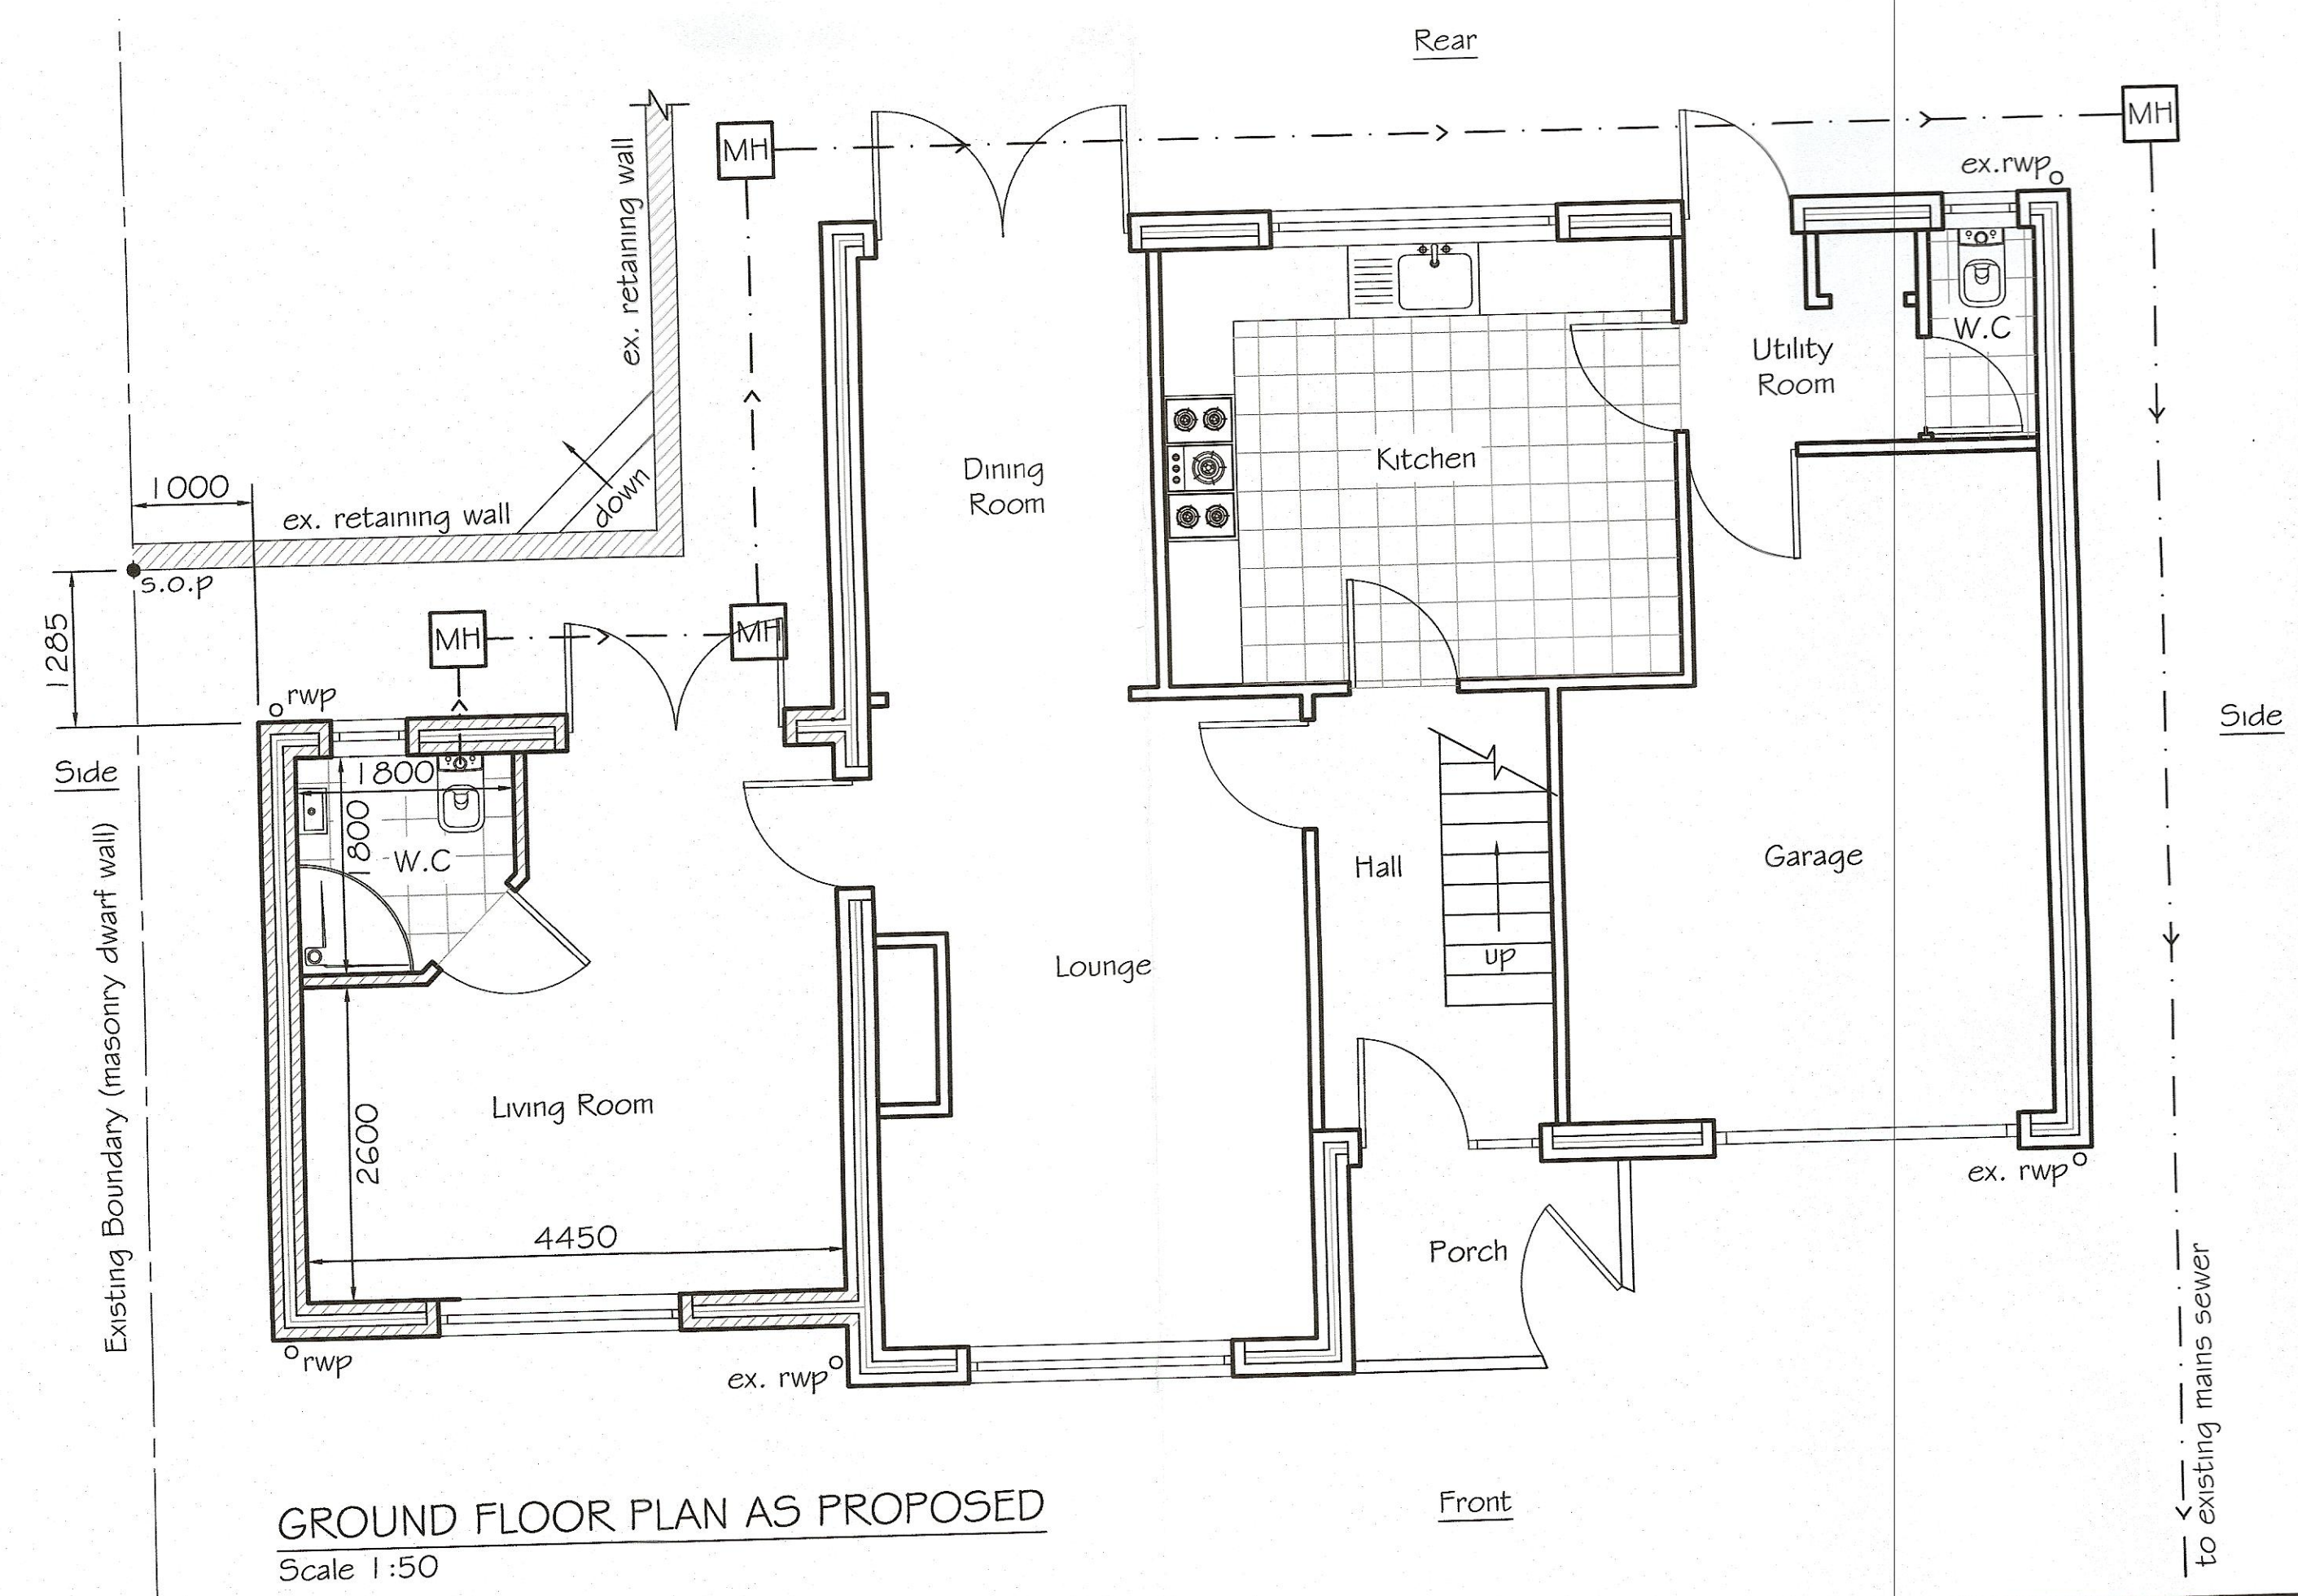 Rear
MH
MH
ex.rwp
ex. retaining wall
W.C
Utility
Room
Kitchen
Dining
Room
1000
ex. retaining wall
down
s.o.p
1285
MH
MH
rwp
Side
Side
1800
1800
W.C
Hall
Garage
up
Lounge
Existing Boundary (masonry dwarf wall)
Living Room
2600
ex. rwp
4450
Porch
rwp
ex. rwp
to existing mains sewer
GROUND FLOOR PLAN AS PROPOSED
Scale 1:50
Front